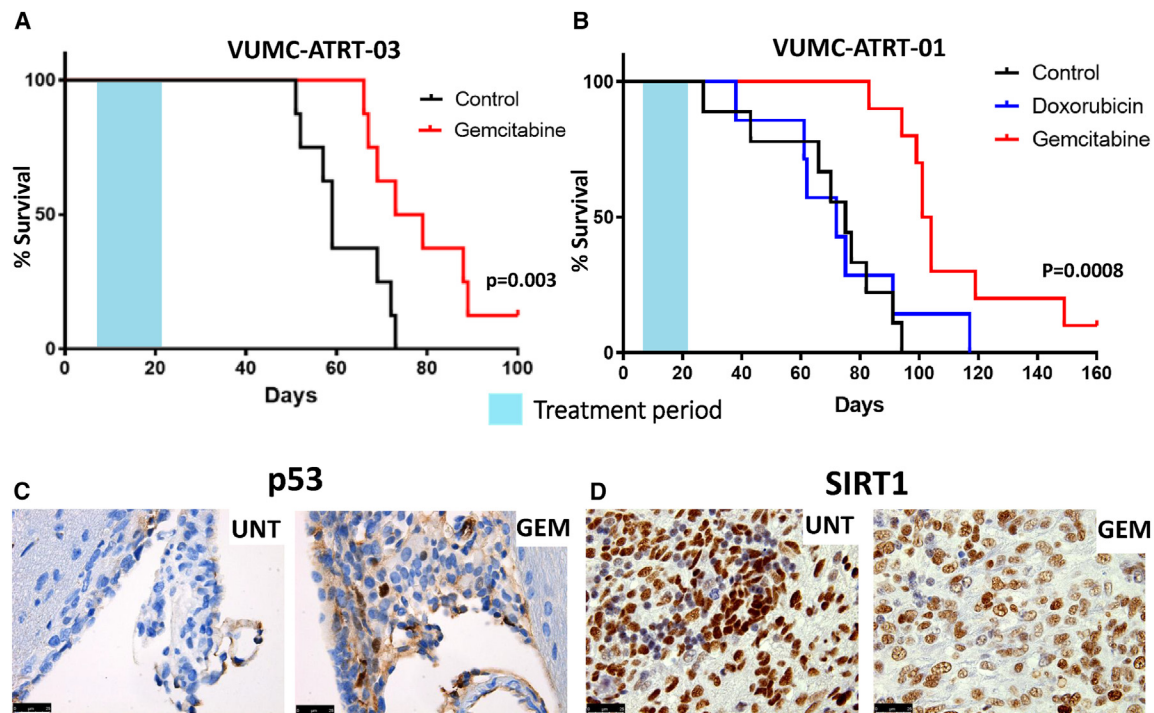 A
VUMC-ATRT-03
100
50
0
% Survival
Control
Gemcitabine
p=0.003
0 20 40 60 80 100
Days
B
VUMC-ATRT-01
100
50
0
% Survival
Control
Doxorubicin
Gemcitabine
P=0.0008
0 20 40 60 80 100 120 140 160
Days
Treatment period
C
p53
UNT
GEM
D
SIRT1
UNT
GEM